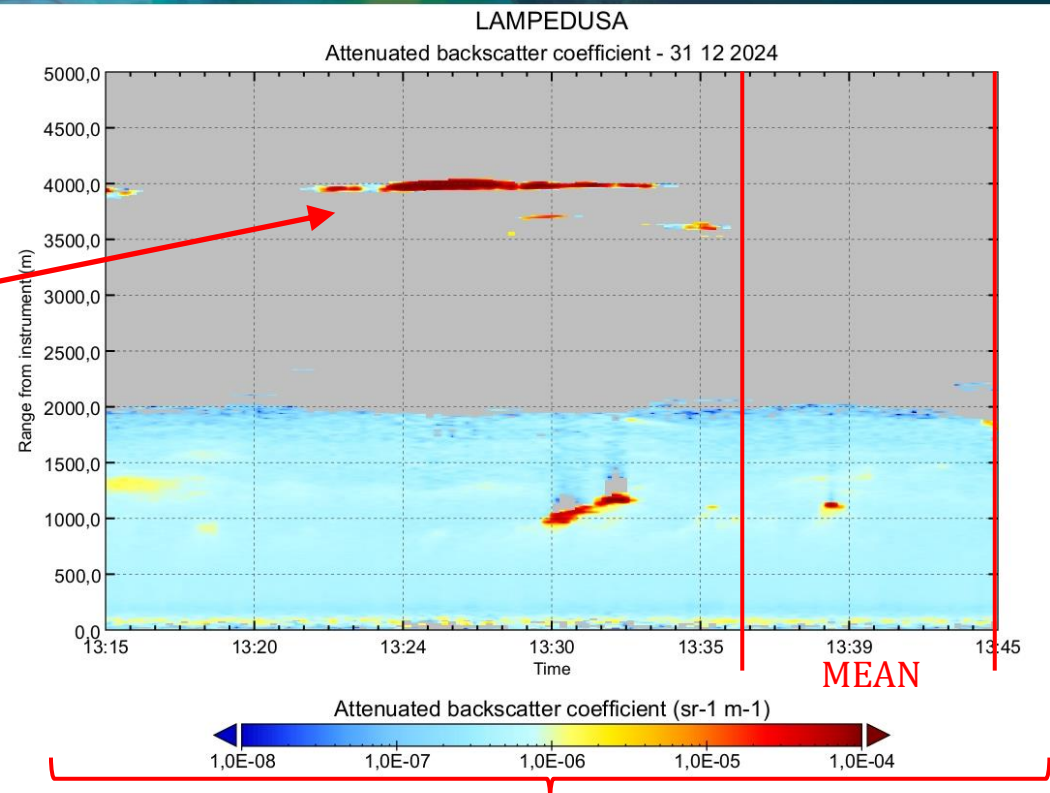 LAMPEDUSA
Attenuated backscatter coefficient - 31 12 2024
5000,0
4500,0
4000,0
3500,0
3000,0
2500,0
2000,0
1500,0
1000,0
500,0
0,0
Range from instrument (m)
13:15 13:20 13:24 13:30 13:35 13:39 13:45
Time
MEAN
Attenuated backscatter coefficient (sr-1 m-1)
1,0E-08 1,0E-07 1,0E-06 1,0E-05 1,0E-04